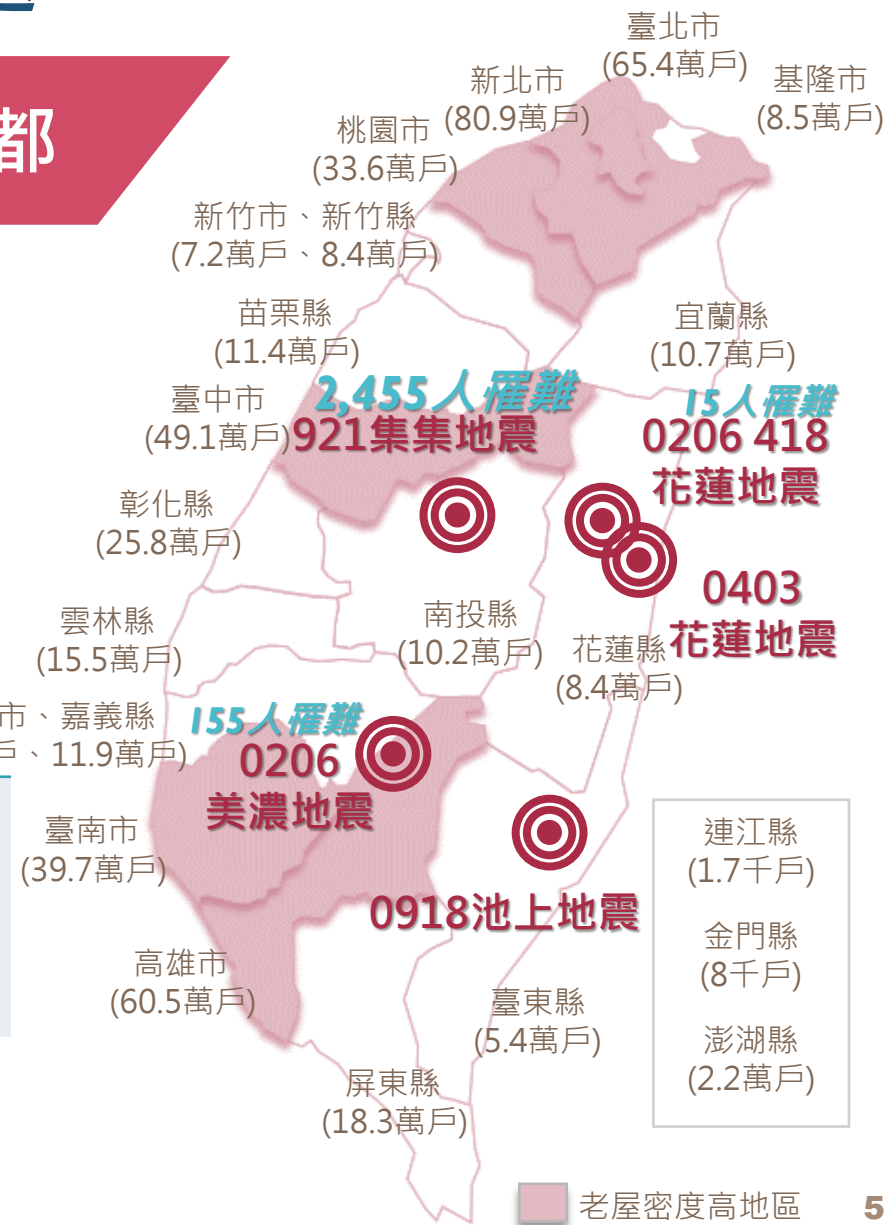 都
臺北市
(65.4萬戶)
新北市
(80.9萬戶)
基隆市
(8.5萬戶)
桃園市
(33.6萬戶)
新竹市、新竹縣
(7.2萬戶、8.4萬戶)
苗栗縣
(11.4萬戶)
宜蘭縣
(10.7萬戶)
2,455人罹難
921集集地震
臺中市
(49.1萬戶)
15人罹難
0206 418
花蓮地震
彰化縣
(25.8萬戶)
0403
花蓮地震
雲林縣
(15.5萬戶)
南投縣
(10.2萬戶)
花蓮縣
(8.4萬戶)
市、嘉義縣
戶、11.9萬戶)
155人罹難
0206
美濃地震
臺南市
(39.7萬戶)
0918池上地震
連江縣
(1.7千戶)
金門縣
(8千戶)
澎湖縣
(2.2萬戶)
高雄市
(60.5萬戶)
臺東縣
(5.4萬戶)
屏東縣
(18.3萬戶)
老屋密度高地區
5